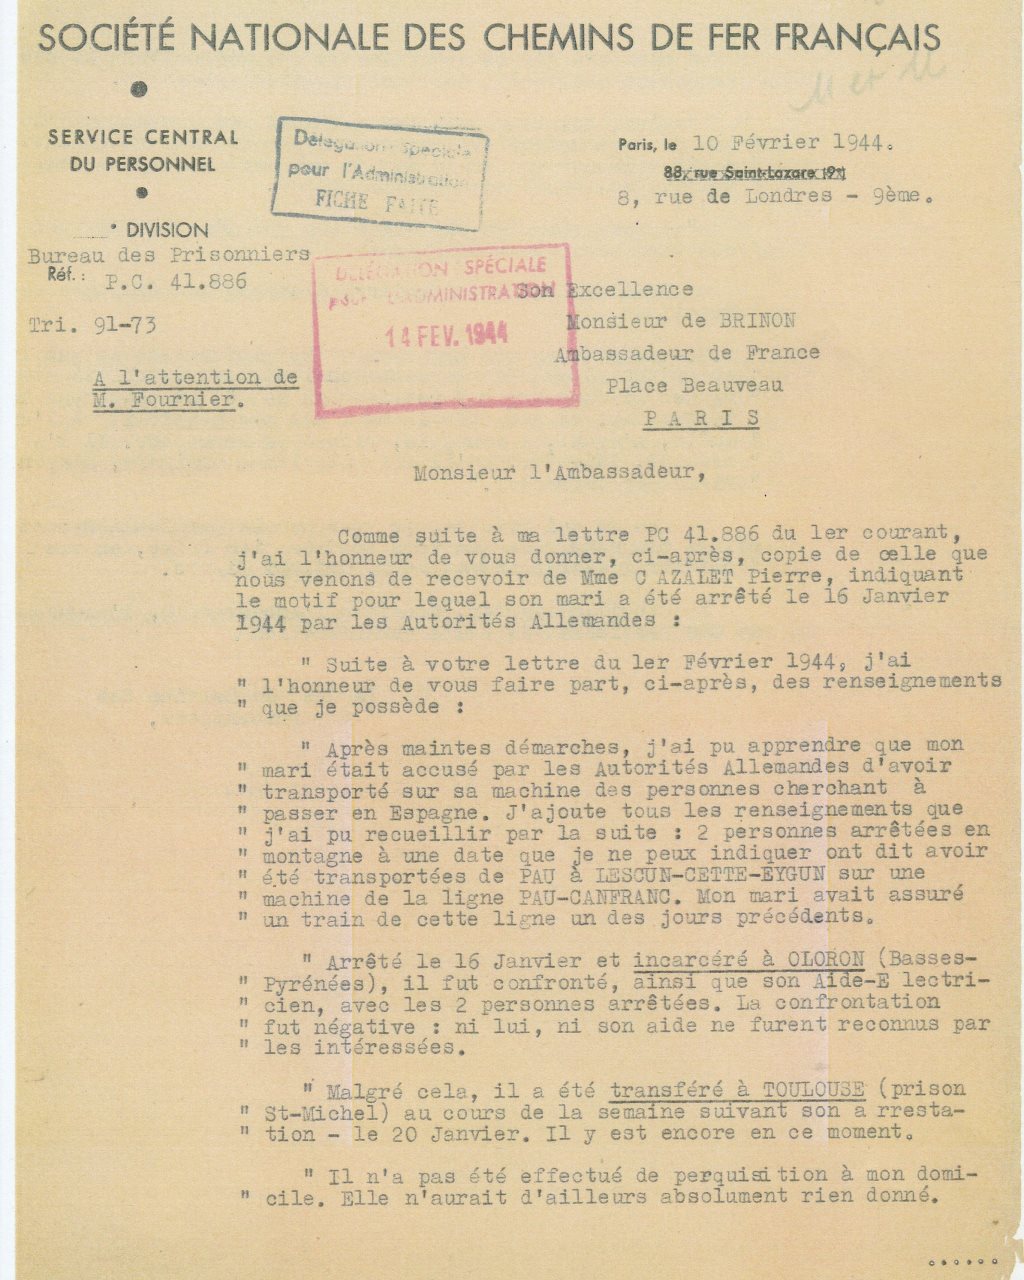 SOCIÉTÉ NATIONALE DES CHEMINS DE FER FRANÇAIS
SERVICE CENTRAL
DU PERSONNEL
° DIVISION
Bureau des Prisonniers
Réf.: P.C. 41.886
Tri. 91-73
A l'attention de
M. Fournier.
Délégation Spéciale
pour l'Administration
FICHE FAITE
Paris, le 10 Février 1944.
88, rue Saint-Lazare (9e)
8, rue de Londres - 9ème.
DÉLÉGATION SPÉCIALE
pour l'ADMINISTRATION
14 FEV. 1944
Son Excellence
Monsieur de BRINON
Ambassadeur de France
Place Beauveau
P A R I S
Monsieur l'Ambassadeur,
Comme suite à ma lettre PC 41.886 du 1er courant,
j'ai l'honneur de vous donner, ci-après, copie de celle que
nous venons de recevoir de Mme C AZALET Pierre, indiquant
le motif pour lequel son mari a été arrêté le 16 Janvier
1944 par les Autorités Allemandes :
" Suite à votre lettre du 1er Février 1944, j'ai
" l'honneur de vous faire part, ci-après, des renseignements
" que je possède :
" Après maintes démarches, j'ai pu apprendre que mon
" mari était accusé par les Autorités Allemandes d'avoir
" transporté sur sa machine des personnes cherchant à
" passer en Espagne. J'ajoute tous les renseignements que
" j'ai pu recueillir par la suite : 2 personnes arrêtées en
" montagne à une date que je ne peux indiquer ont dit avoir
" été transportées de PAU à LESCUN-CETTE-EYGUN sur une
" machine de la ligne PAU-CANFRANC. Mon mari avait assuré
" un train de cette ligne un des jours précédents.
" Arrêté le 16 Janvier et incarcéré à OLORON (Basses-
" Pyrénées), il fut confronté, ainsi que son Aide-E lectri-
" cien, avec les 2 personnes arrêtées. La confrontation
" fut négative : ni lui, ni son aide ne furent reconnus par
" les intéressées.
" Malgré cela, il a été transféré à TOULOUSE (prison
" St-Michel) au cours de la semaine suivant son a rresta-
" tion - le 20 Janvier. Il y est encore en ce moment.
" Il n'a pas été effectué de perquisition à mon domi-
" cile. Elle n'aurait d'ailleurs absolument rien donné.
......